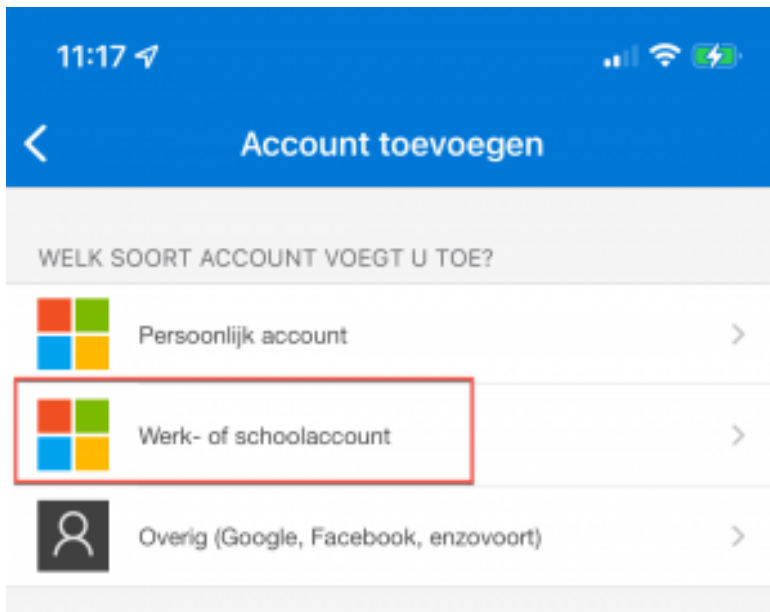 11:17
Account toevoegen
WELK SOORT ACCOUNT VOEGT U TOE?
Persoonlijk account
Werk- of schoolaccount
Overig (Google, Facebook, enzovoort)